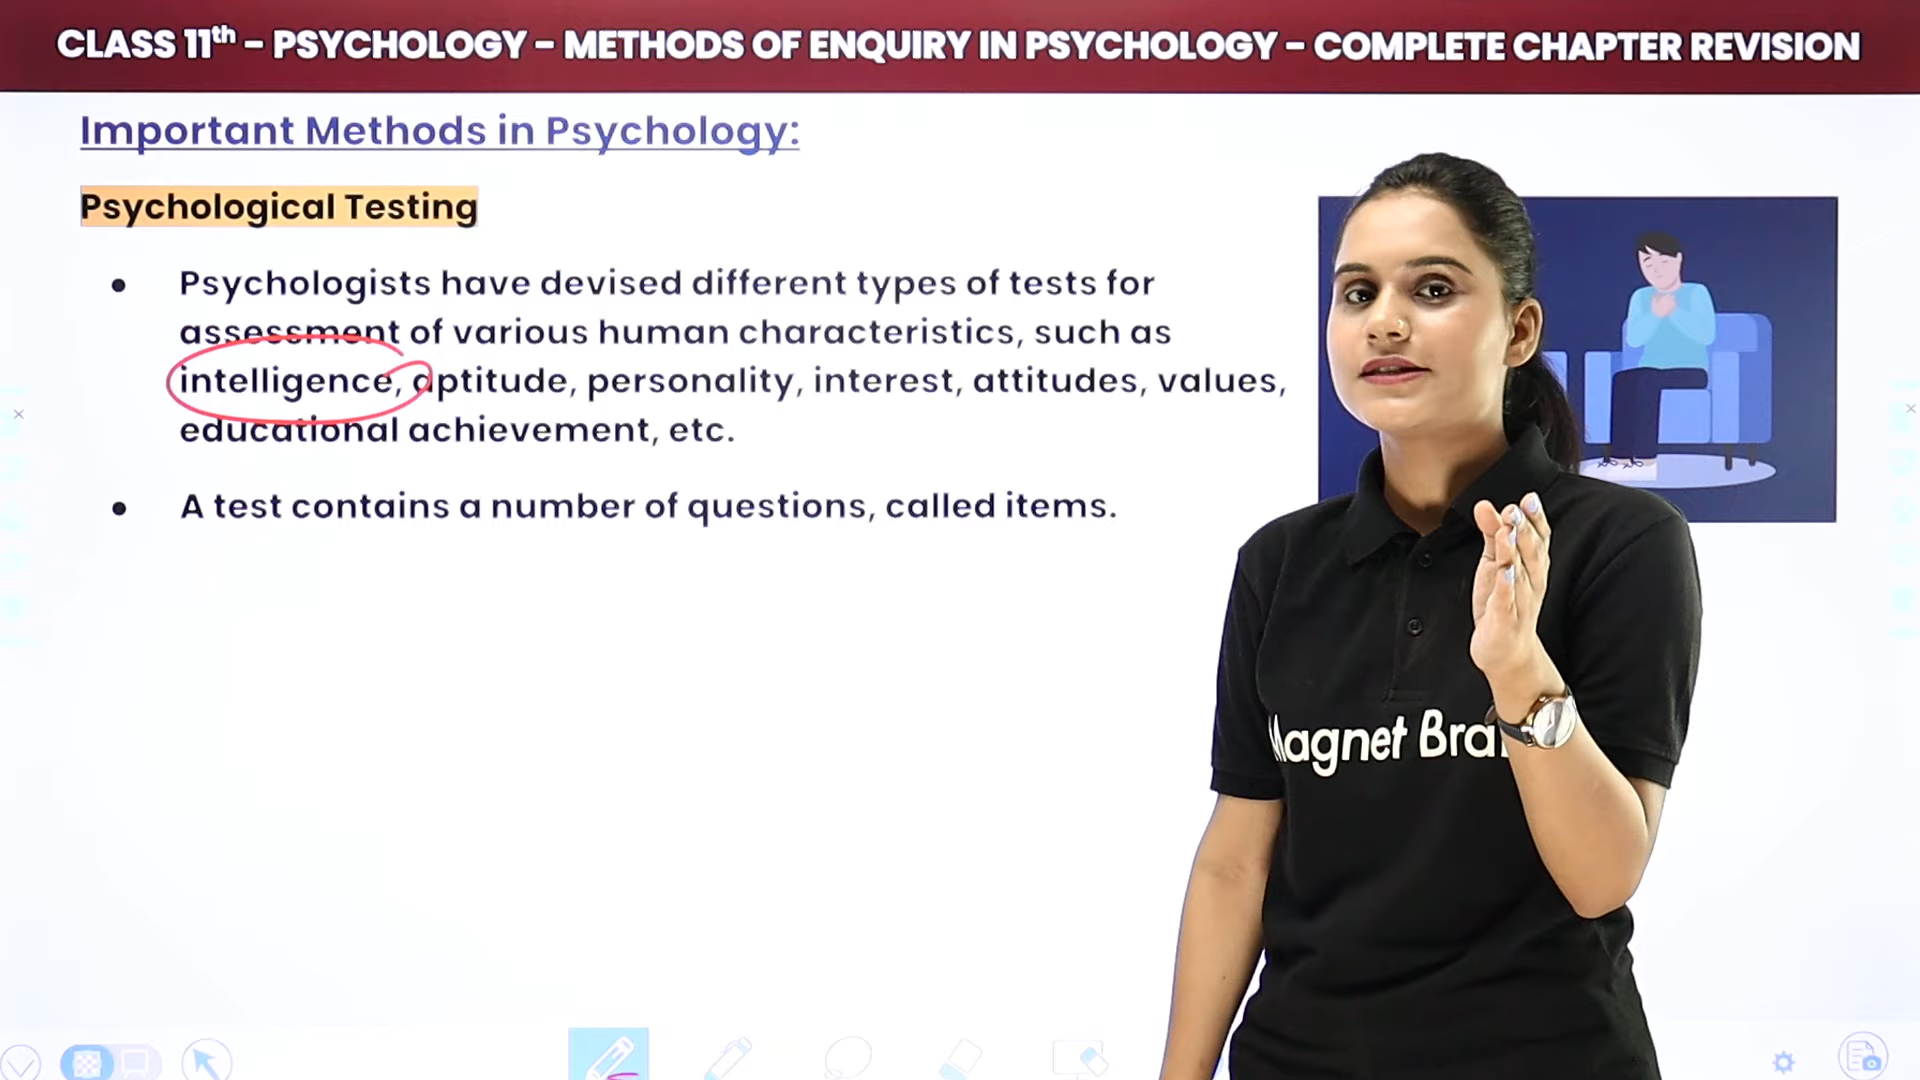 CLASS 11th - PSYCHOLOGY - METHODS OF ENQUIRY IN PSYCHOLOGY - COMPLETE CHAPTER REVISION
Important Methods in Psychology:
Psychological Testing
• Psychologists have devised different types of tests for
assessment of various human characteristics, such as
intelligence, aptitude, personality, interest, attitudes, values,
educational achievement, etc.
• A test contains a number of questions, called items.
Magnet Bra